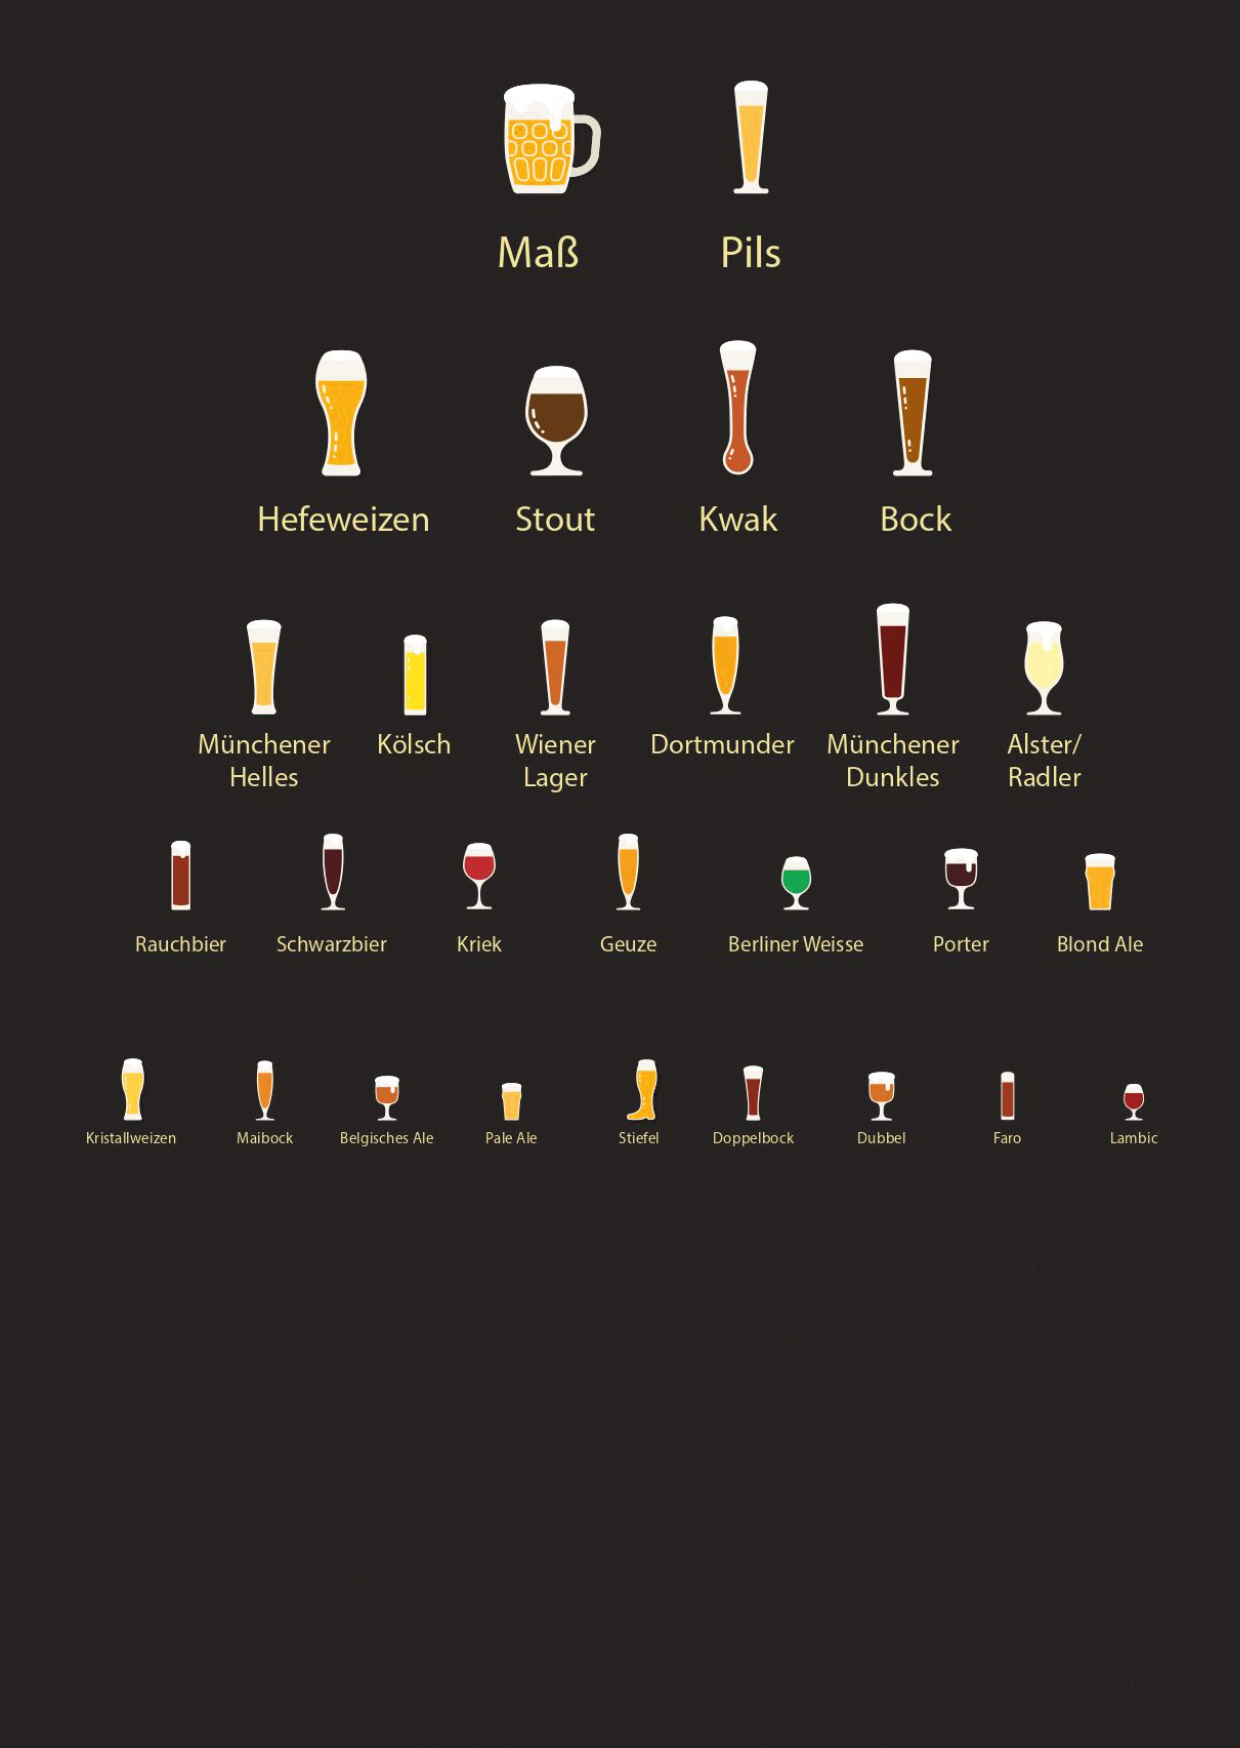 Maß Pils
Hefeweizen Stout Kwak Bock
Münchener Helles Kölsch Wiener Lager Dortmunder Münchener Dunkles Alster/ Radler
Rauchbier Schwarzbier Kriek Geuze Berliner Weisse Porter Blond Ale
Kristallweizen Maibock Belgisches Ale Pale Ale Stiefel Doppelbock Dubbel Faro Lambic